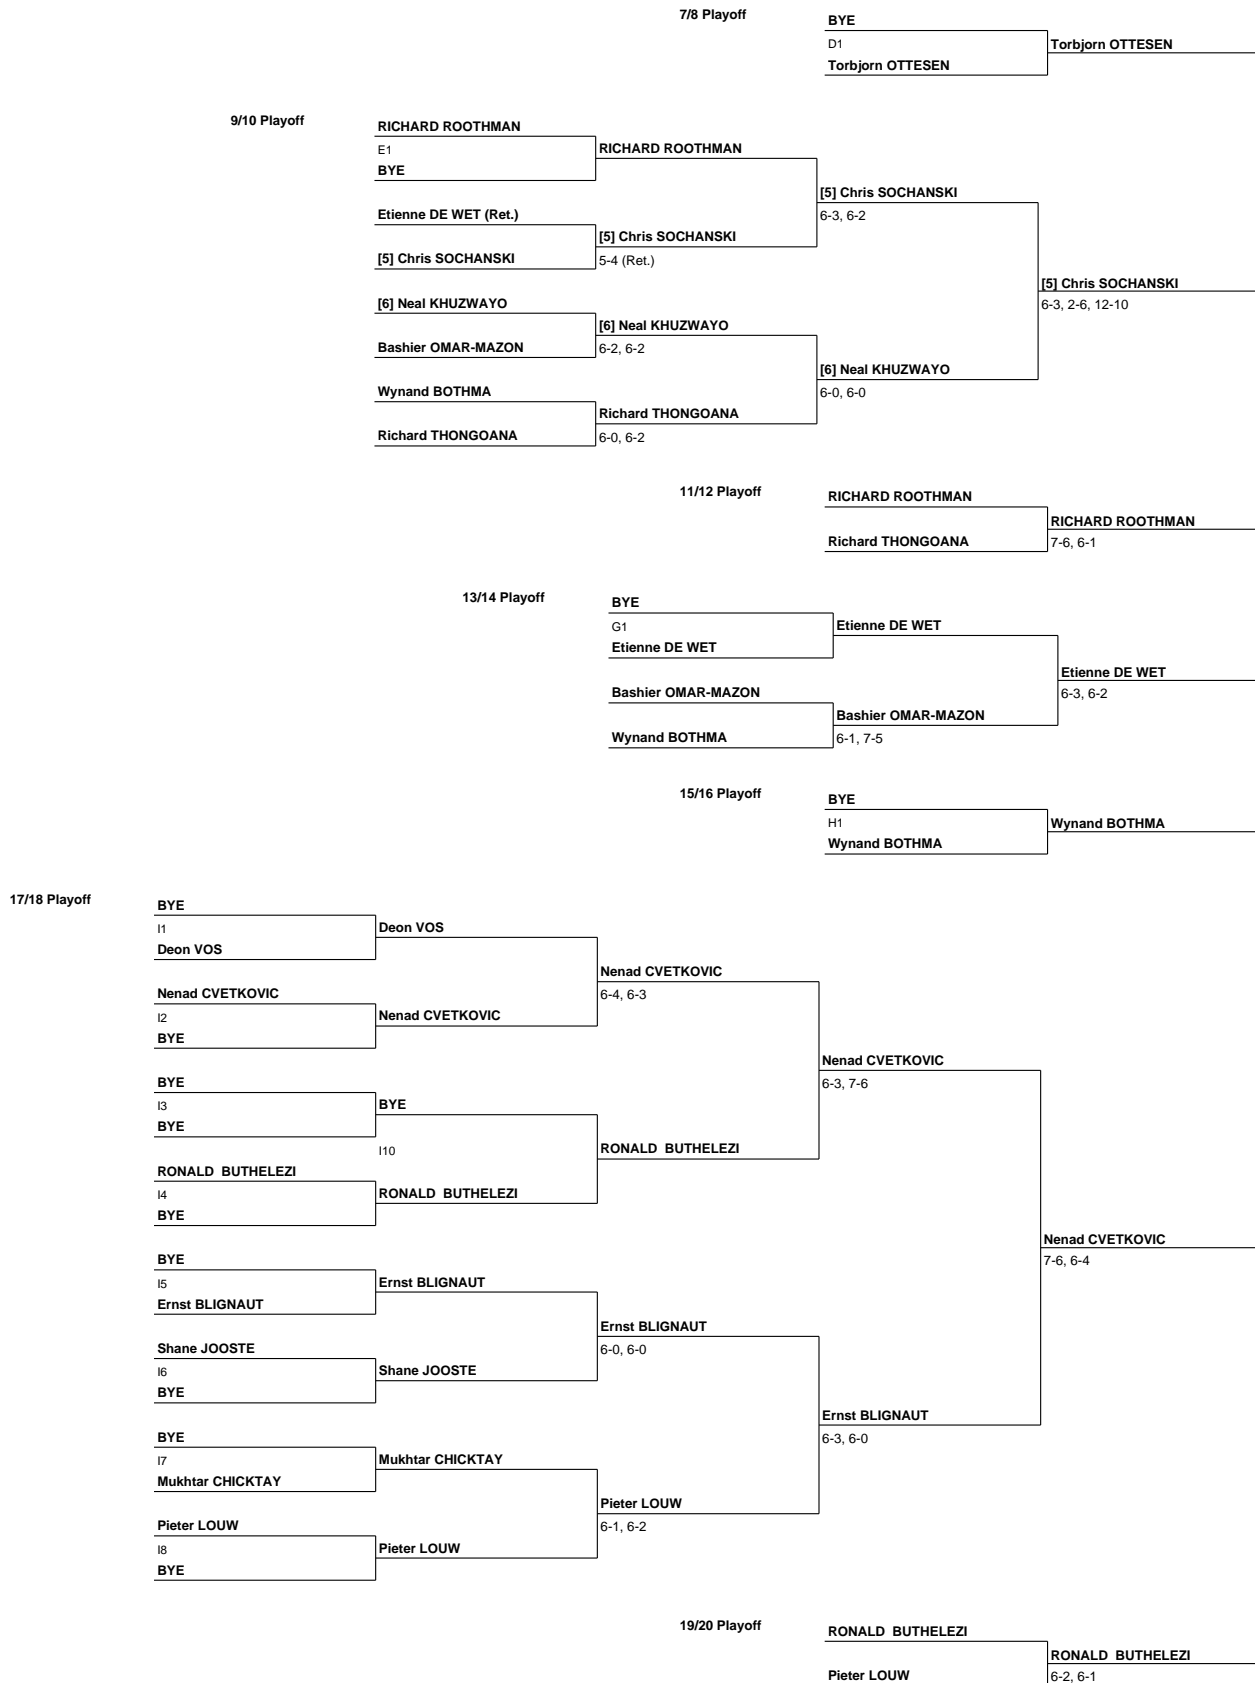 7/8 Playoff
BYE
D1
Torbjorn OTTESEN
Torbjorn OTTESEN
9/10 Playoff
RICHARD ROOTHMAN
E1
RICHARD ROOTHMAN
BYE
[5] Chris SOCHANSKI
Etienne DE WET (Ret.)
6-3, 6-2
[5] Chris SOCHANSKI
[5] Chris SOCHANSKI
5-4 (Ret.)
[5] Chris SOCHANSKI
[6] Neal KHUZWAYO
6-3, 2-6, 12-10
[6] Neal KHUZWAYO
Bashier OMAR-MAZON
6-2, 6-2
[6] Neal KHUZWAYO
Wynand BOTHMA
6-0, 6-0
Richard THONGOANA
Richard THONGOANA
6-0, 6-2
11/12 Playoff
RICHARD ROOTHMAN
RICHARD ROOTHMAN
Richard THONGOANA
7-6, 6-1
13/14 Playoff
BYE
G1
Etienne DE WET
Etienne DE WET
Etienne DE WET
Bashier OMAR-MAZON
6-3, 6-2
Bashier OMAR-MAZON
Wynand BOTHMA
6-1, 7-5
15/16 Playoff
BYE
H1
Wynand BOTHMA
Wynand BOTHMA
17/18 Playoff
BYE
I1
Deon VOS
Deon VOS
Nenad CVETKOVIC
Nenad CVETKOVIC
6-4, 6-3
I2
Nenad CVETKOVIC
BYE
Nenad CVETKOVIC
BYE
6-3, 7-6
I3
BYE
BYE
I10
RONALD  BUTHELEZI
RONALD  BUTHELEZI
I4
RONALD  BUTHELEZI
BYE
Nenad CVETKOVIC
BYE
7-6, 6-4
I5
Ernst BLIGNAUT
Ernst BLIGNAUT
Ernst BLIGNAUT
Shane JOOSTE
6-0, 6-0
I6
Shane JOOSTE
BYE
Ernst BLIGNAUT
BYE
6-3, 6-0
I7
Mukhtar CHICKTAY
Mukhtar CHICKTAY
Pieter LOUW
Pieter LOUW
6-1, 6-2
I8
Pieter LOUW
BYE
19/20 Playoff
RONALD  BUTHELEZI
RONALD  BUTHELEZI
Pieter LOUW
6-2, 6-1